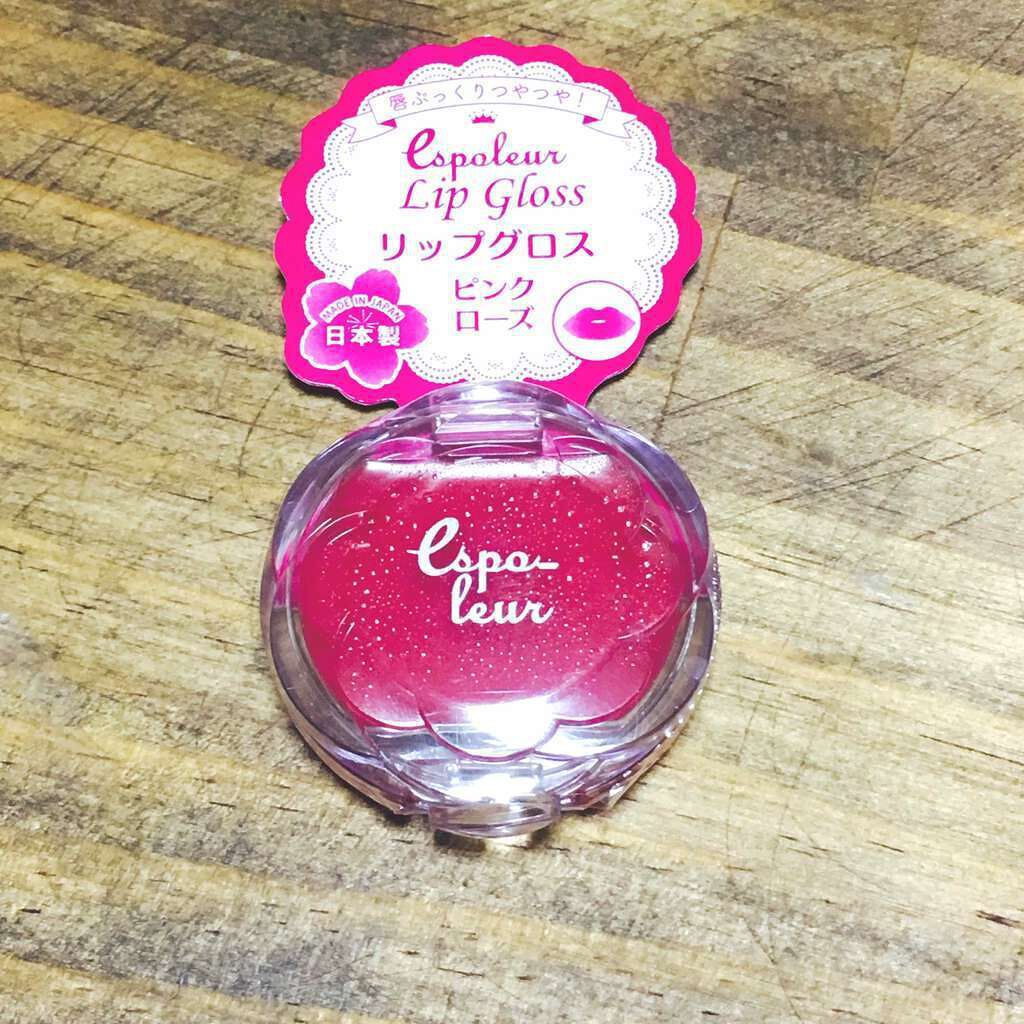 唇ぷっくりつやつや!
espoleur
Lip Gloss
リップグロス
ピンク
ローズ
MADE IN JAPAN
日本製
espo-
leur